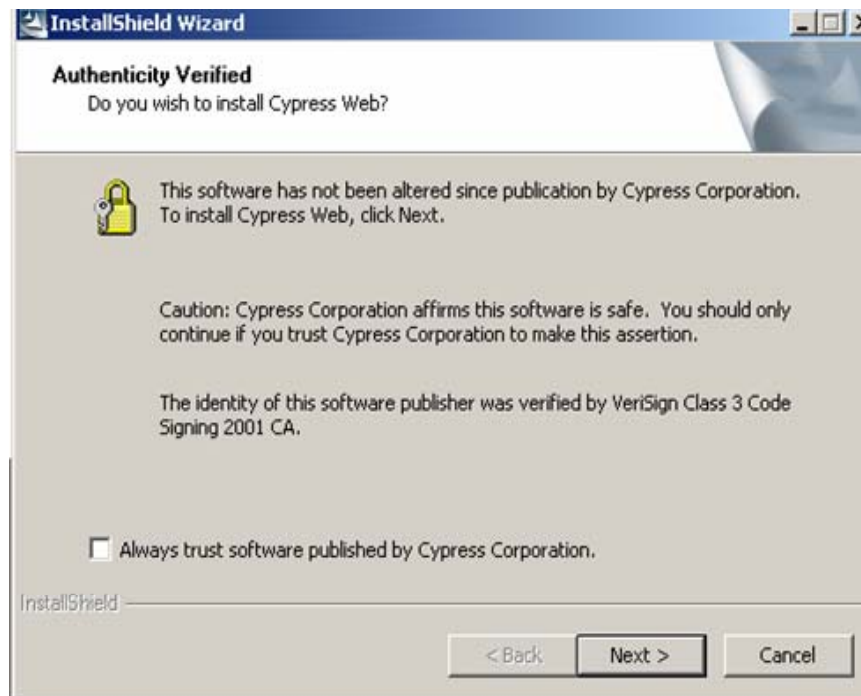 InstallShield Wizard
Authenticity Verified
Do you wish to install Cypress Web?
This software has not been altered since publication by Cypress Corporation.
To install Cypress Web, click Next.
Caution: Cypress Corporation affirms this software is safe. You should only
continue if you trust Cypress Corporation to make this assertion.
The identity of this software publisher was verified by VeriSign Class 3 Code
Signing 2001 CA.
Always trust software published by Cypress Corporation.
InstallShield
< Back
Next >
Cancel